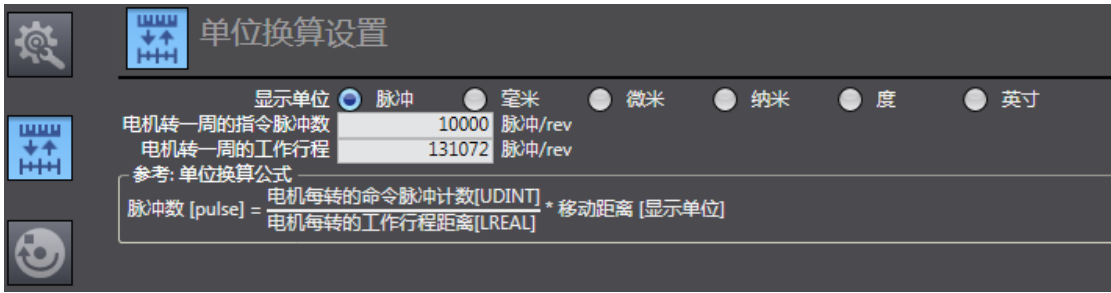 单位换算设置
显示单位 脉冲 毫米 微米 纳米 度 英寸
电机转一周的指令脉冲数 10000 脉冲/rev
电机转一周的工作行程 131072 脉冲/rev
参考: 单位换算公式
电机每转的命令脉冲计数[UDINT]
脉冲数 [pulse] = * 移动距离 [显示单位]
电机每转的工作行程距离[LREAL]